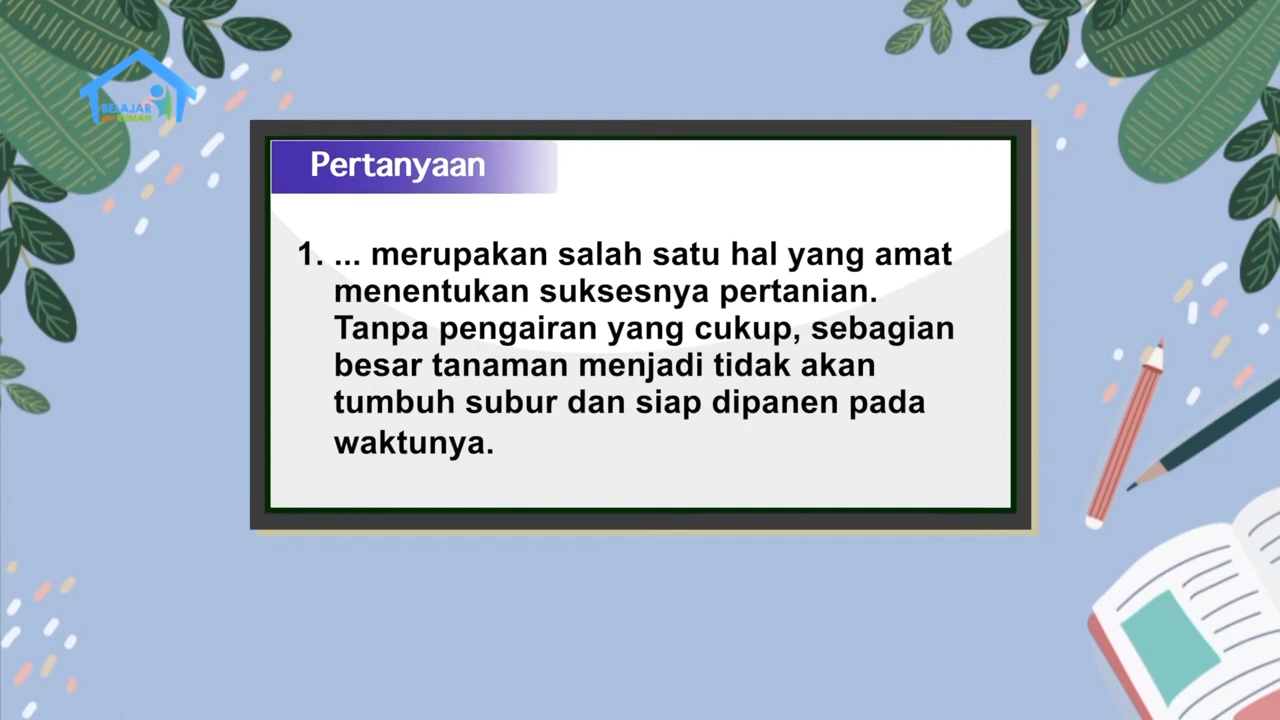 BELAJAR
RUMAH
Pertanyaan
1. ... merupakan salah satu hal yang amat
menentukan suksesnya pertanian.
Tanpa pengairan yang cukup, sebagian
besar tanaman menjadi tidak akan
tumbuh subur dan siap dipanen pada
waktunya.